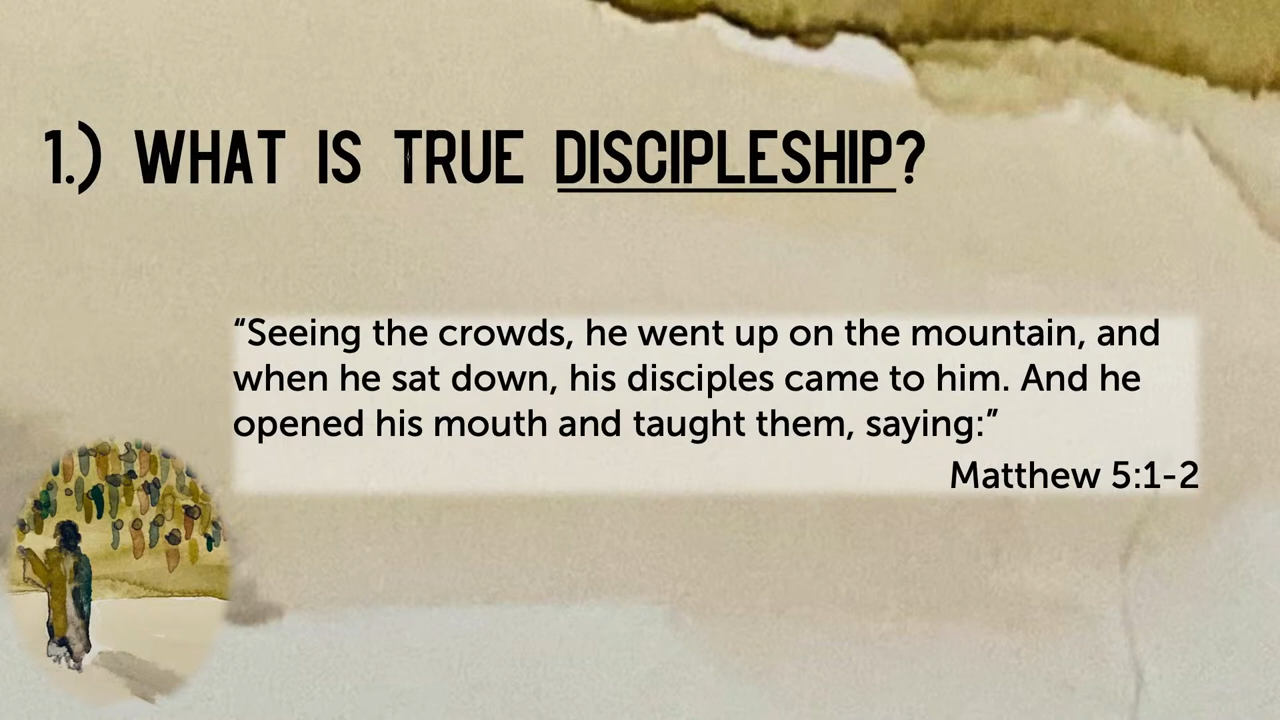 1.) WHAT IS TRUE DISCIPLESHIP?
“Seeing the crowds, he went up on the mountain, and
when he sat down, his disciples came to him. And he
opened his mouth and taught them, saying:”
Matthew 5:1-2